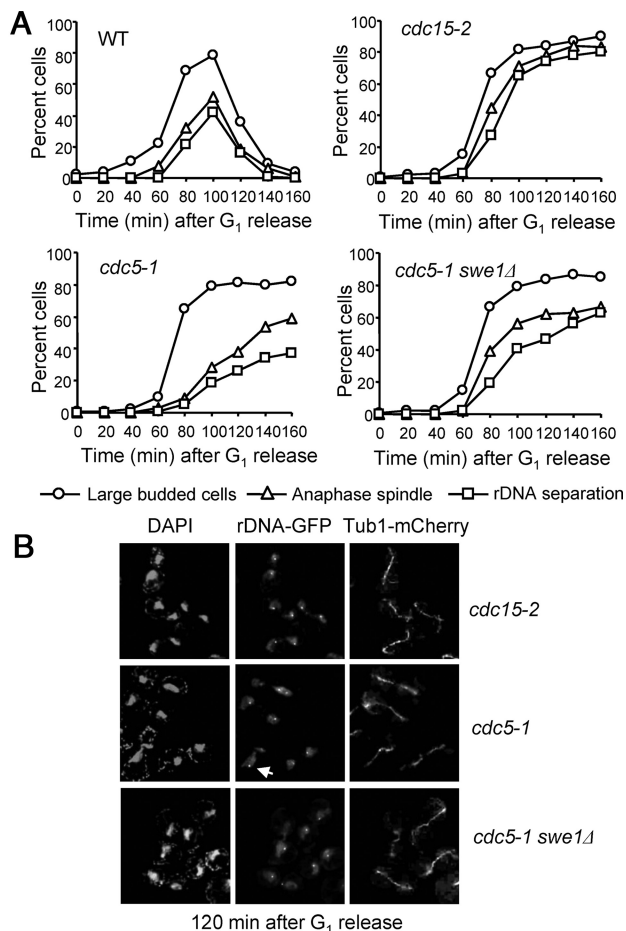 A
WT
cdc15-2
Percent cells
100
80
60
40
20
0
0 20 40 60 80 100 120 140 160
Time (min) after G₁ release
Percent cells
100
80
60
40
20
0
0 20 40 60 80 100 120 140 160
Time (min) after G₁ release
cdc5-1
cdc5-1 swe1Δ
Percent cells
100
80
60
40
20
0
0 20 40 60 80 100 120 140 160
Time (min) after G₁ release
Percent cells
100
80
60
40
20
0
0 20 40 60 80 100 120 140 160
Time (min) after G₁ release
Large budded cells Anaphase spindle rDNA separation
B
DAPI rDNA-GFP Tub1-mCherry
cdc15-2
cdc5-1
cdc5-1 swe1Δ
120 min after G₁ release